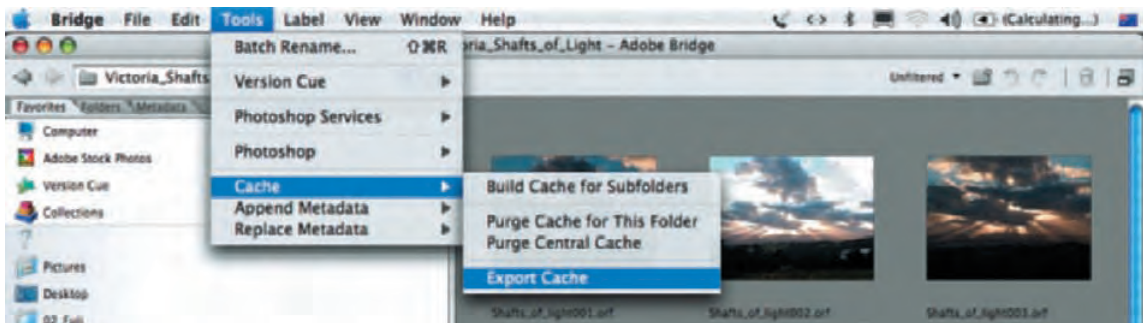 Bridge File Edit Tools Label View Window Help (Calculating...)
Batch Rename... ⇧⌘R
ria_Shafts_of_Light – Adobe Bridge
Victoria_Shafts
Unfiltered
Version Cue
Favorites Folders Metadata
Photoshop Services
Computer
Adobe Stock Photos
Photoshop
Version Cue
Cache
Build Cache for Subfolders
Collections
Append Metadata
Purge Cache for This Folder
Replace Metadata
Purge Central Cache
Pictures
Export Cache
Desktop
Shafts_of_light001.orf Shafts_of_light002.orf Shafts_of_light003.orf